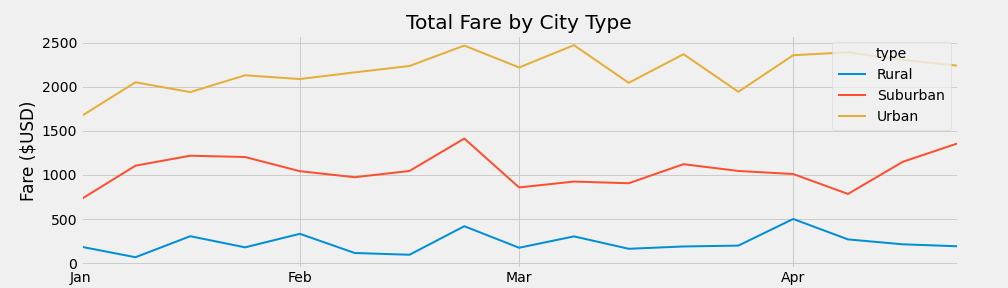 Total Fare by City Type
Fare ($USD)
2500
2000
1500
1000
500
0
Jan
Feb
Mar
Apr
type
Rural
Suburban
Urban